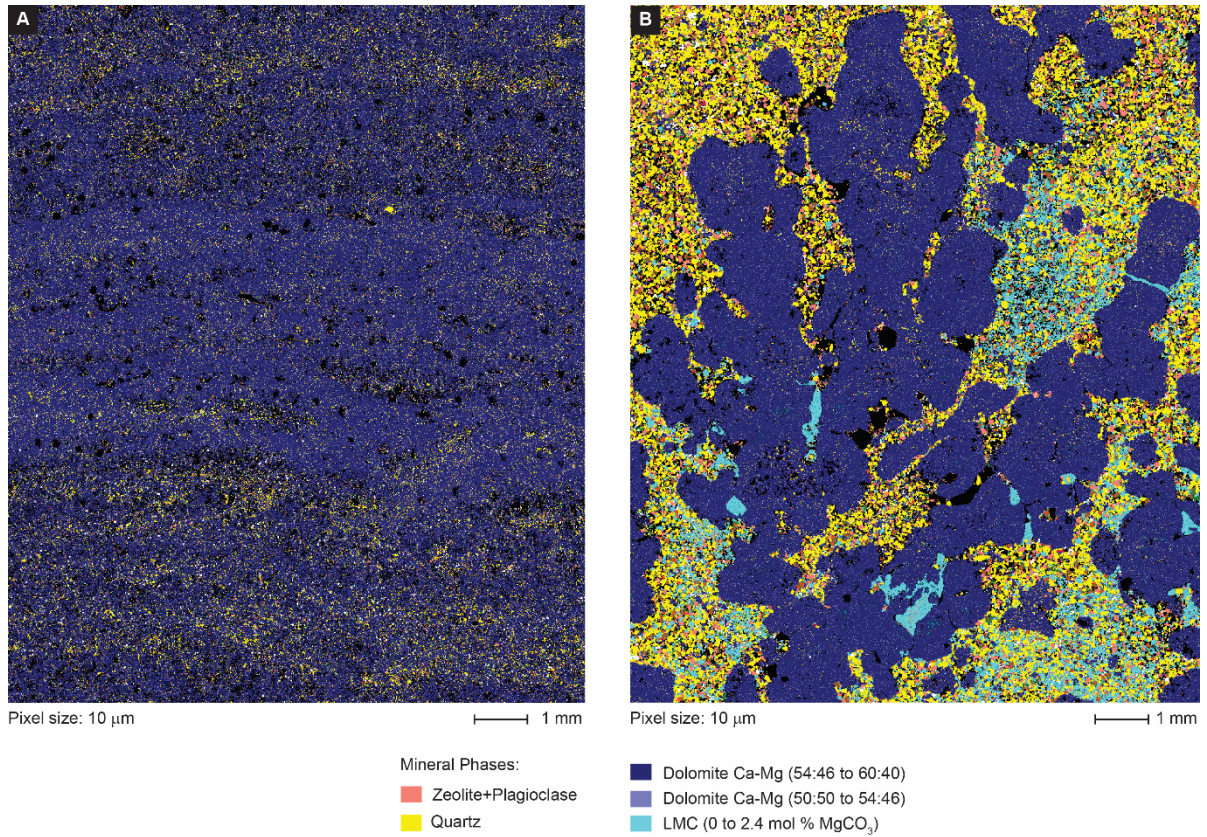 A
B
Pixel size: 10 μm
1 mm
Pixel size: 10 μm
1 mm
Mineral Phases:
Zeolite+Plagioclase
Quartz
Dolomite Ca-Mg (54:46 to 60:40)
Dolomite Ca-Mg (50:50 to 54:46)
LMC (0 to 2.4 mol % MgCO₃)